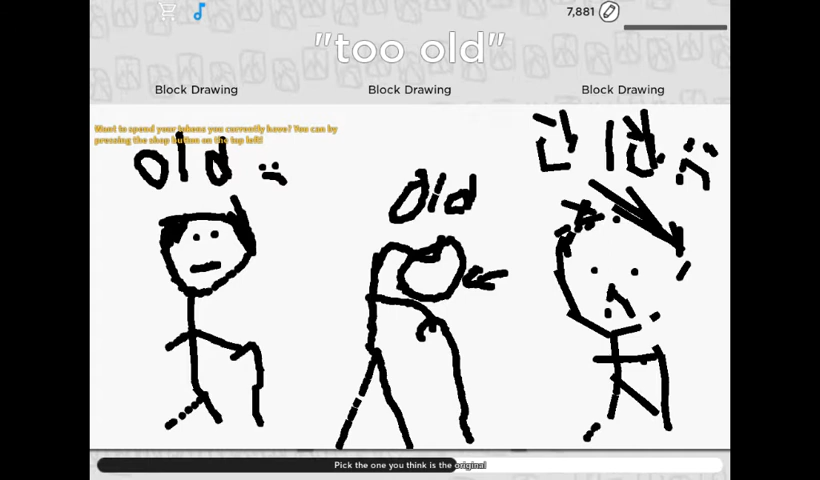 7,881
"too old"
Block Drawing
Block Drawing
Block Drawing
Want to spend your tokens you currently have? You can by
pressing the shop button on the top left!
old :(
old
old :(
Pick the one you think is the original